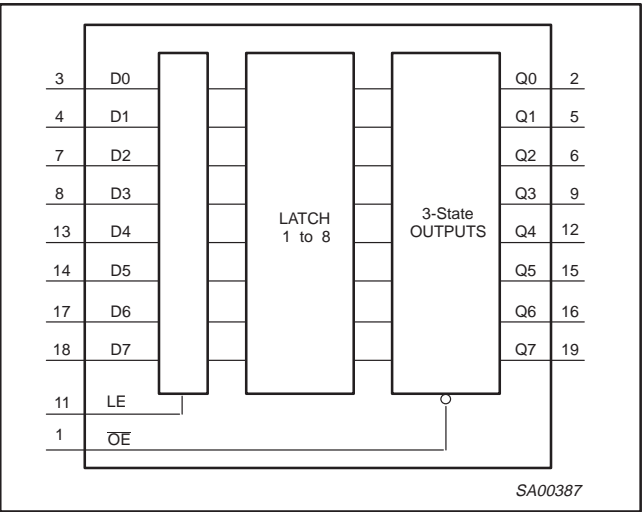 3 D0 Q0 2
4 D1 Q1 5
7 D2 Q2 6
8 D3 Q3 9
LATCH
1 to 8
3-State
OUTPUTS
13 D4 Q4 12
14 D5 Q5 15
17 D6 Q6 16
18 D7 Q7 19
11 LE
1 O̅E̅
SA00387